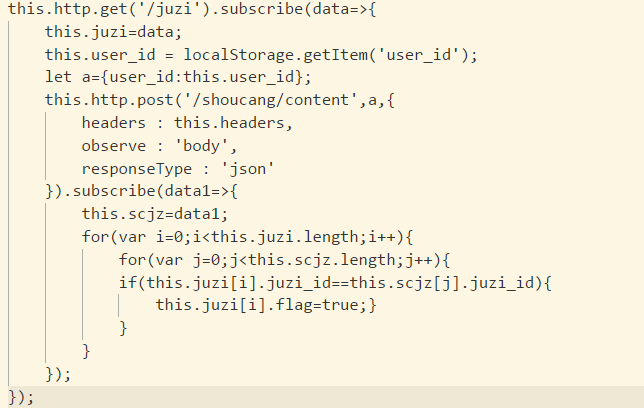 this.http.get('/juzi').subscribe(data=>{
    this.juzi=data;
    this.user_id = localStorage.getItem('user_id');
    let a={user_id:this.user_id};
    this.http.post('/shoucang/content',a,{
        headers : this.headers,
        observe : 'body',
        responseType : 'json'
    }).subscribe(data1=>{
        this.scjz=data1;
        for(var i=0;i<this.juzi.length;i++){
            for(var j=0;j<this.scjz.length;j++){
            if(this.juzi[i].juzi_id==this.scjz[j].juzi_id){
                this.juzi[i].flag=true;}
            }
        }
    });
});